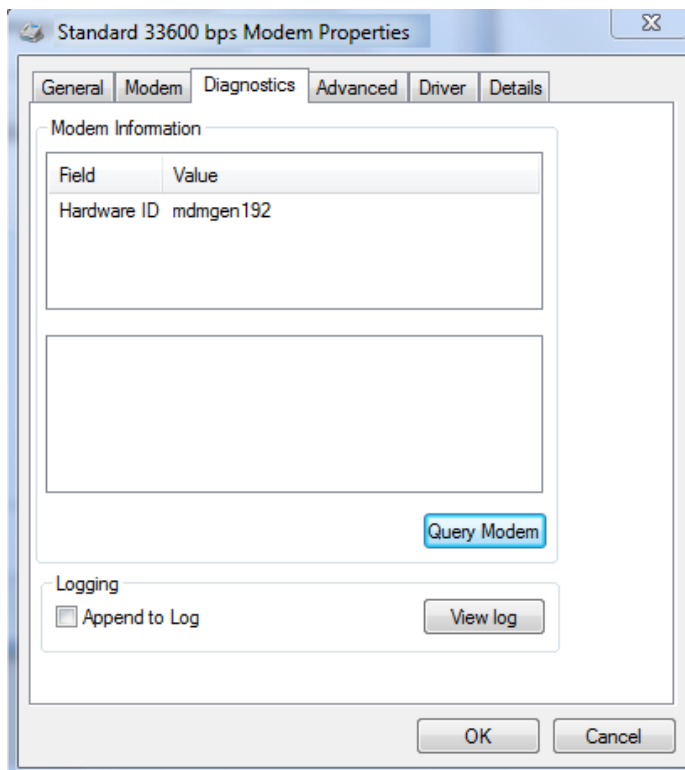 Standard 33600 bps Modem Properties
General Modem Diagnostics Advanced Driver Details
Modem Information
Field Value
Hardware ID mdmgen192
Query Modem
Logging
Append to Log View log
OK Cancel